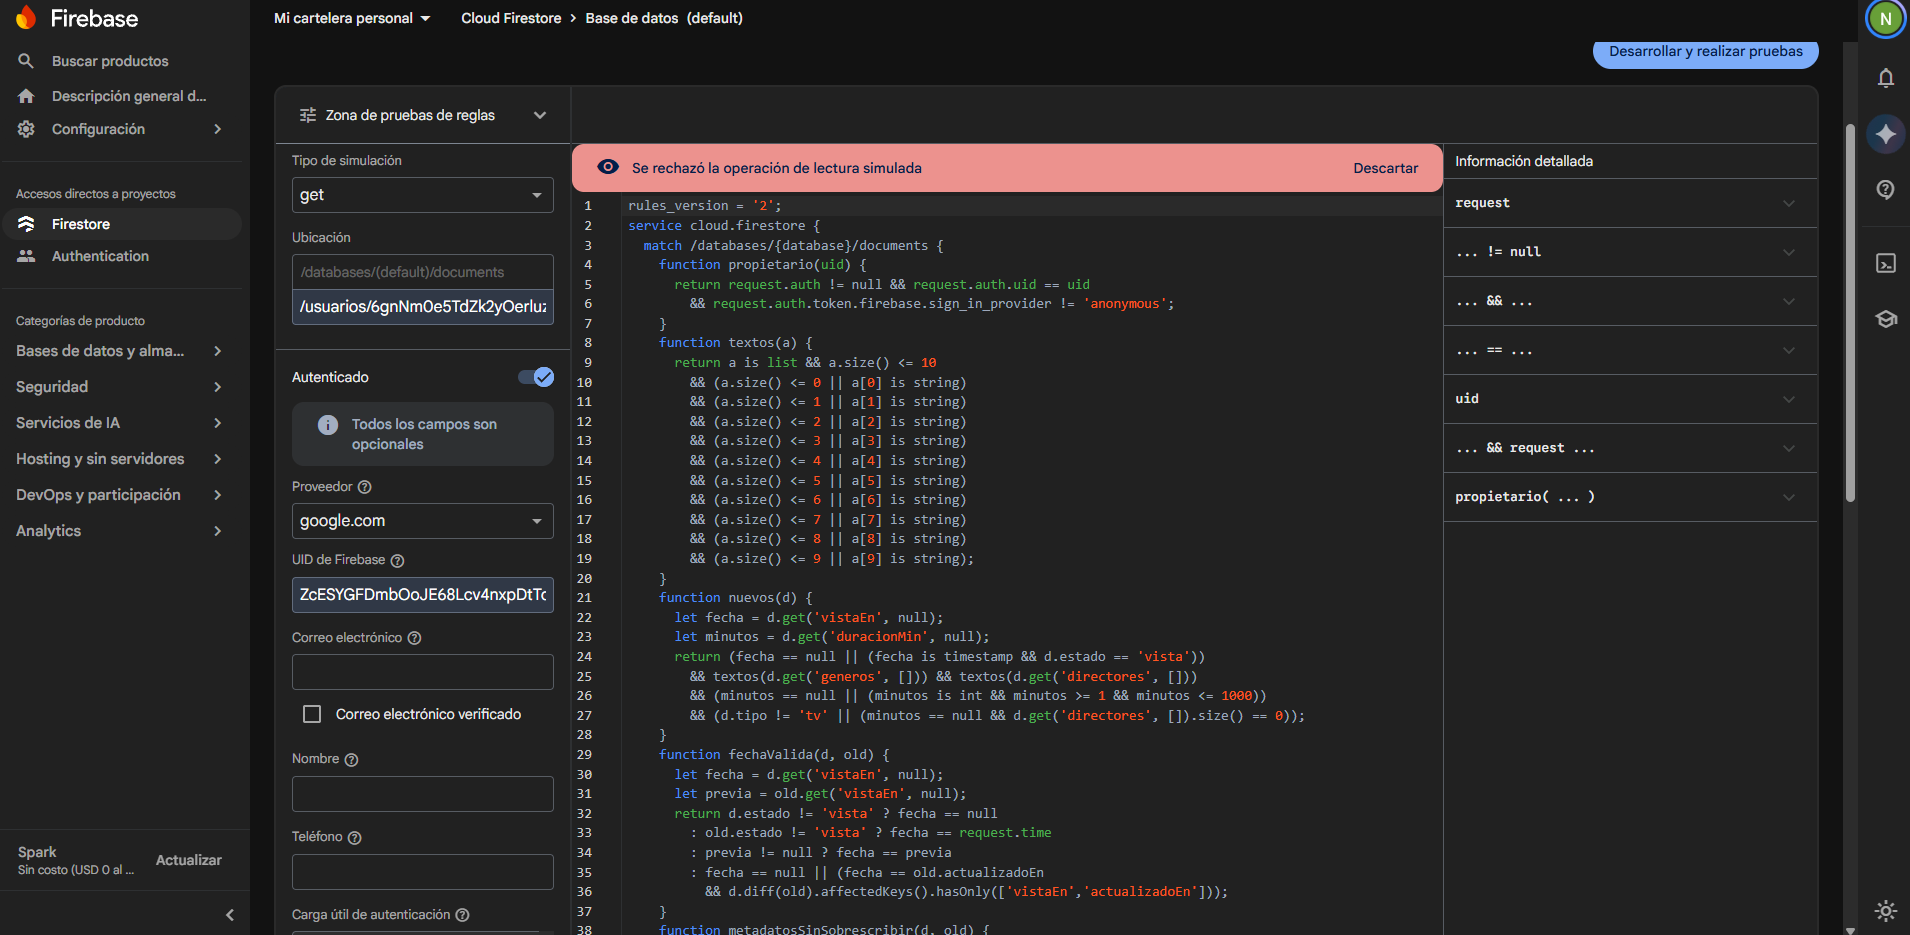 Firebase
Buscar productos
Descripción general d...
Configuración
Accesos directos a proyectos
Firestore
Authentication
Categorías de producto
Bases de datos y alma...
Seguridad
Servicios de IA
Hosting y sin servidores
DevOps y participación
Analytics
Spark
Sin costo (USD 0 al ...
Actualizar
Mi cartelera personal
Cloud Firestore > Base de datos (default)
N
Desarrollar y realizar pruebas
Zona de pruebas de reglas
Tipo de simulación
get
Ubicación
/databases/(default)/documents
/usuarios/6gnNm0e5TdZk2yOerluz
Autenticado
Todos los campos son
opcionales
Proveedor
google.com
UID de Firebase
ZcESYGFDmbOoJE68Lcv4nxpDtTc
Correo electrónico
Correo electrónico verificado
Nombre
Teléfono
Carga útil de autenticación
Se rechazó la operación de lectura simulada
Descartar
1 rules_version = '2';
2 service cloud.firestore {
3   match /databases/{database}/documents {
4     function propietario(uid) {
5       return request.auth != null && request.auth.uid == uid
6         && request.auth.token.firebase.sign_in_provider != 'anonymous';
7     }
8     function textos(a) {
9       return a is list && a.size() <= 10
10         && (a.size() <= 0 || a[0] is string)
11         && (a.size() <= 1 || a[1] is string)
12         && (a.size() <= 2 || a[2] is string)
13         && (a.size() <= 3 || a[3] is string)
14         && (a.size() <= 4 || a[4] is string)
15         && (a.size() <= 5 || a[5] is string)
16         && (a.size() <= 6 || a[6] is string)
17         && (a.size() <= 7 || a[7] is string)
18         && (a.size() <= 8 || a[8] is string)
19         && (a.size() <= 9 || a[9] is string);
20     }
21     function nuevos(d) {
22       let fecha = d.get('vistaEn', null);
23       let minutos = d.get('duracionMin', null);
24       return (fecha == null || (fecha is timestamp && d.estado == 'vista'))
25         && textos(d.get('generos', [])) && textos(d.get('directores', []))
26         && (minutos == null || (minutos is int && minutos >= 1 && minutos <= 1000))
27         && (d.tipo != 'tv' || (minutos == null && d.get('directores', []).size() == 0));
28     }
29     function fechaValida(d, old) {
30       let fecha = d.get('vistaEn', null);
31       let previa = old.get('vistaEn', null);
32       return d.estado != 'vista' ? fecha == null
33         : old.estado != 'vista' ? fecha == request.time
34         : previa != null ? fecha == previa
35         : fecha == null || (fecha == old.actualizadoEn
36           && d.diff(old).affectedKeys().hasOnly(['vistaEn','actualizadoEn']));
37     }
38     function metadatosSinSobrescribir(d, old) {
Información detallada
request
... != null
... && ...
... == ...
uid
... && request ...
propietario( ... )